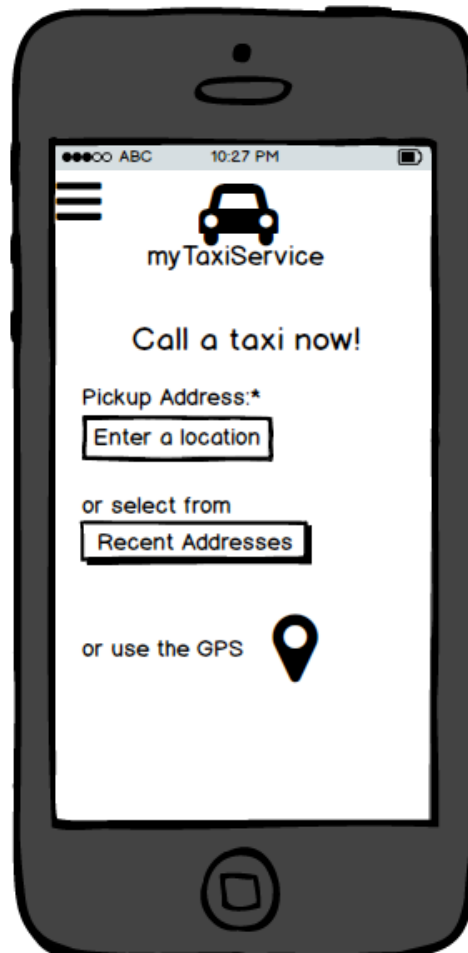 ABC 10:27 PM
myTaxiService
Call a taxi now!
Pickup Address:*
Enter a location
or select from
Recent Addresses
or use the GPS